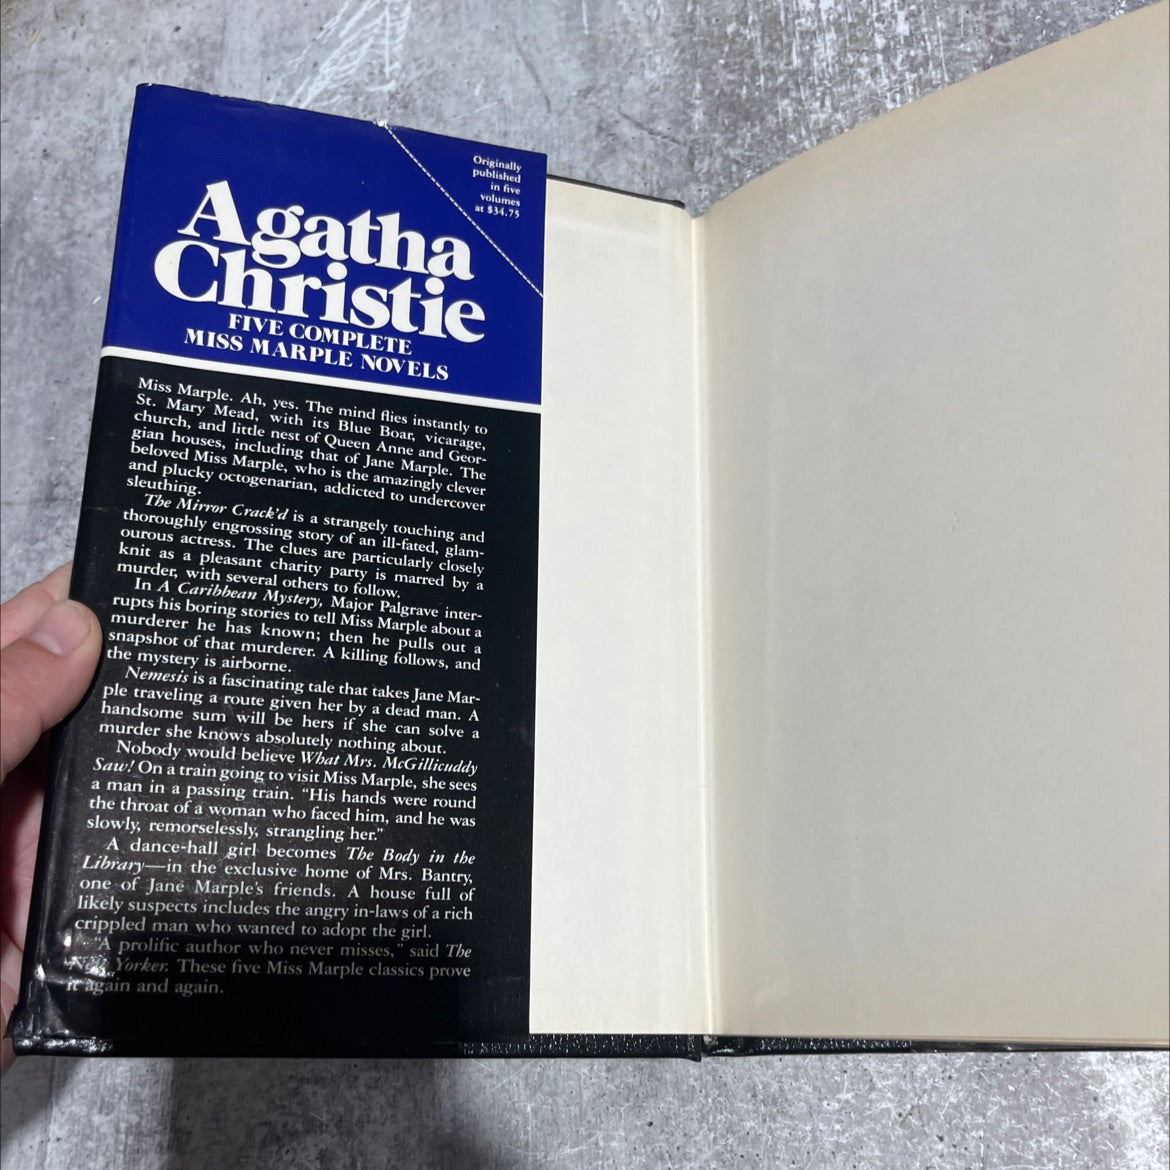 Originally
published
in five
volumes
at $34.75
Agatha
Christie
FIVE COMPLETE
MISS MARPLE NOVELS
Miss Marple. Ah, yes. The mind flies instantly to
St. Mary Mead, with its Blue Boar, vicarage,
church, and little nest of Queen Anne and Geor-
gian houses, including that of Jane Marple. The
beloved Miss Marple, who is the amazingly clever
and plucky octogenarian, addicted to undercover
sleuthing.
The Mirror Crack'd is a strangely touching and
thoroughly engrossing story of an ill-fated, glam-
ourous actress. The clues are particularly closely
knit as a pleasant charity party is marred by a
murder, with several others to follow.
In A Caribbean Mystery, Major Palgrave inter-
rupts his boring stories to tell Miss Marple about a
murderer he has known; then he pulls out a
snapshot of that murderer. A killing follows, and
the mystery is airborne.
Nemesis is a fascinating tale that takes Jane Mar-
ple traveling a route given her by a dead man. A
handsome sum will be hers if she can solve a
murder she knows absolutely nothing about.
Nobody would believe What Mrs. McGillicuddy
Saw! On a train going to visit Miss Marple, she sees
a man in a passing train. "His hands were round
the throat of a woman who faced him, and he was
slowly, remorselessly, strangling her."
A dance-hall girl becomes The Body in the
Library—in the exclusive home of Mrs. Bantry,
one of Jane Marple's friends. A house full of
likely suspects includes the angry in-laws of a rich
crippled man who wanted to adopt the girl.
"A prolific author who never misses," said The
New Yorker. These five Miss Marple classics prove
it again and again.